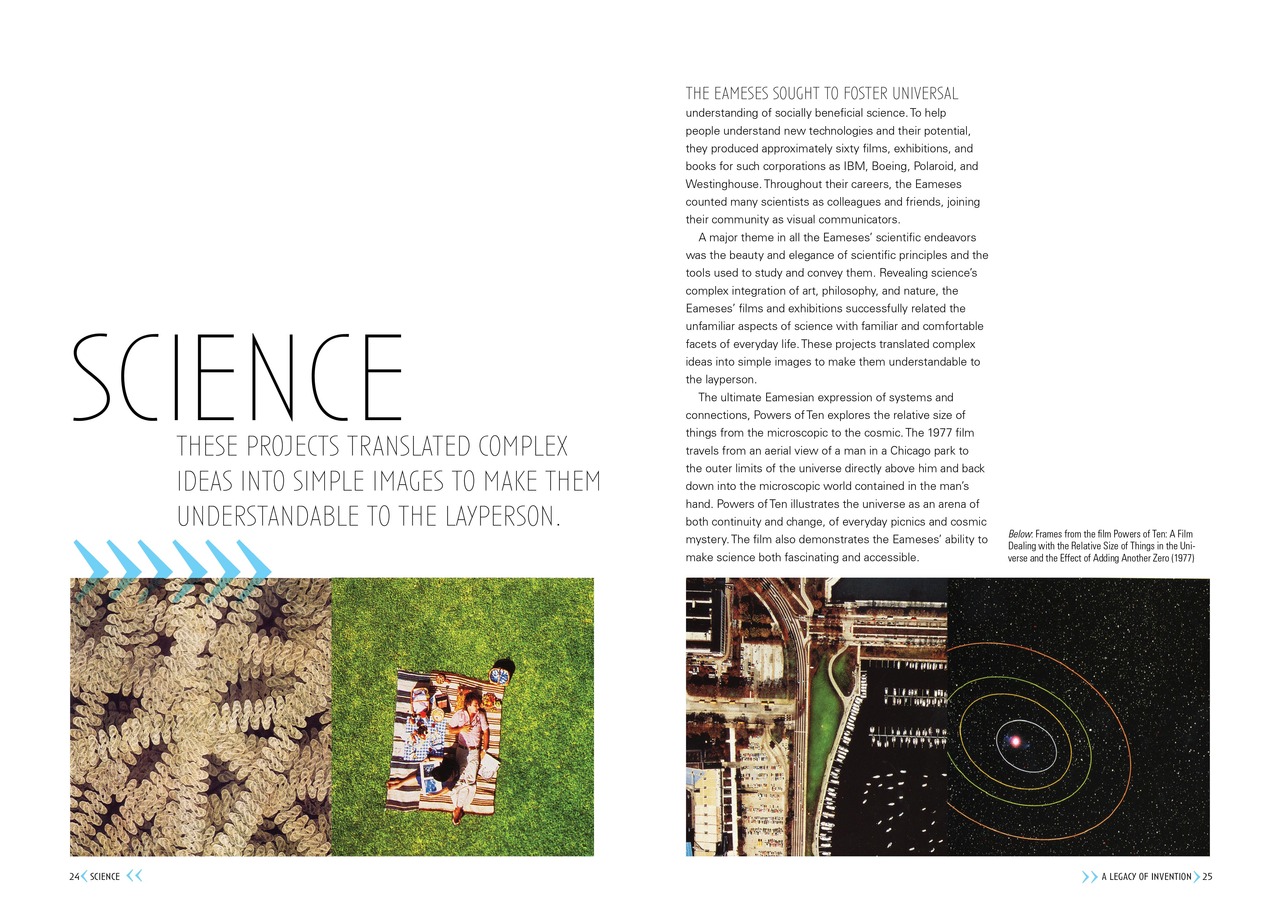 SCIENCE
THESE PROJECTS TRANSLATED COMPLEX
IDEAS INTO SIMPLE IMAGES TO MAKE THEM
UNDERSTANDABLE TO THE LAYPERSON.
24 SCIENCE
THE EAMESES SOUGHT TO FOSTER UNIVERSAL
understanding of socially beneficial science. To help
people understand new technologies and their potential,
they produced approximately sixty films, exhibitions, and
books for such corporations as IBM, Boeing, Polaroid, and
Westinghouse. Throughout their careers, the Eameses
counted many scientists as colleagues and friends, joining
their community as visual communicators.
A major theme in all the Eameses’ scientific endeavors
was the beauty and elegance of scientific principles and the
tools used to study and convey them. Revealing science’s
complex integration of art, philosophy, and nature, the
Eameses’ films and exhibitions successfully related the
unfamiliar aspects of science with familiar and comfortable
facets of everyday life. These projects translated complex
ideas into simple images to make them understandable to
the layperson.
The ultimate Eamesian expression of systems and
connections, Powers of Ten explores the relative size of
things from the microscopic to the cosmic. The 1977 film
travels from an aerial view of a man in a Chicago park to
the outer limits of the universe directly above him and back
down into the microscopic world contained in the man’s
hand. Powers of Ten illustrates the universe as an arena of
both continuity and change, of everyday picnics and cosmic
mystery. The film also demonstrates the Eameses’ ability to
make science both fascinating and accessible.
Below: Frames from the film Powers of Ten: A Film
Dealing with the Relative Size of Things in the Uni-
verse and the Effect of Adding Another Zero (1977)
A LEGACY OF INVENTION 25